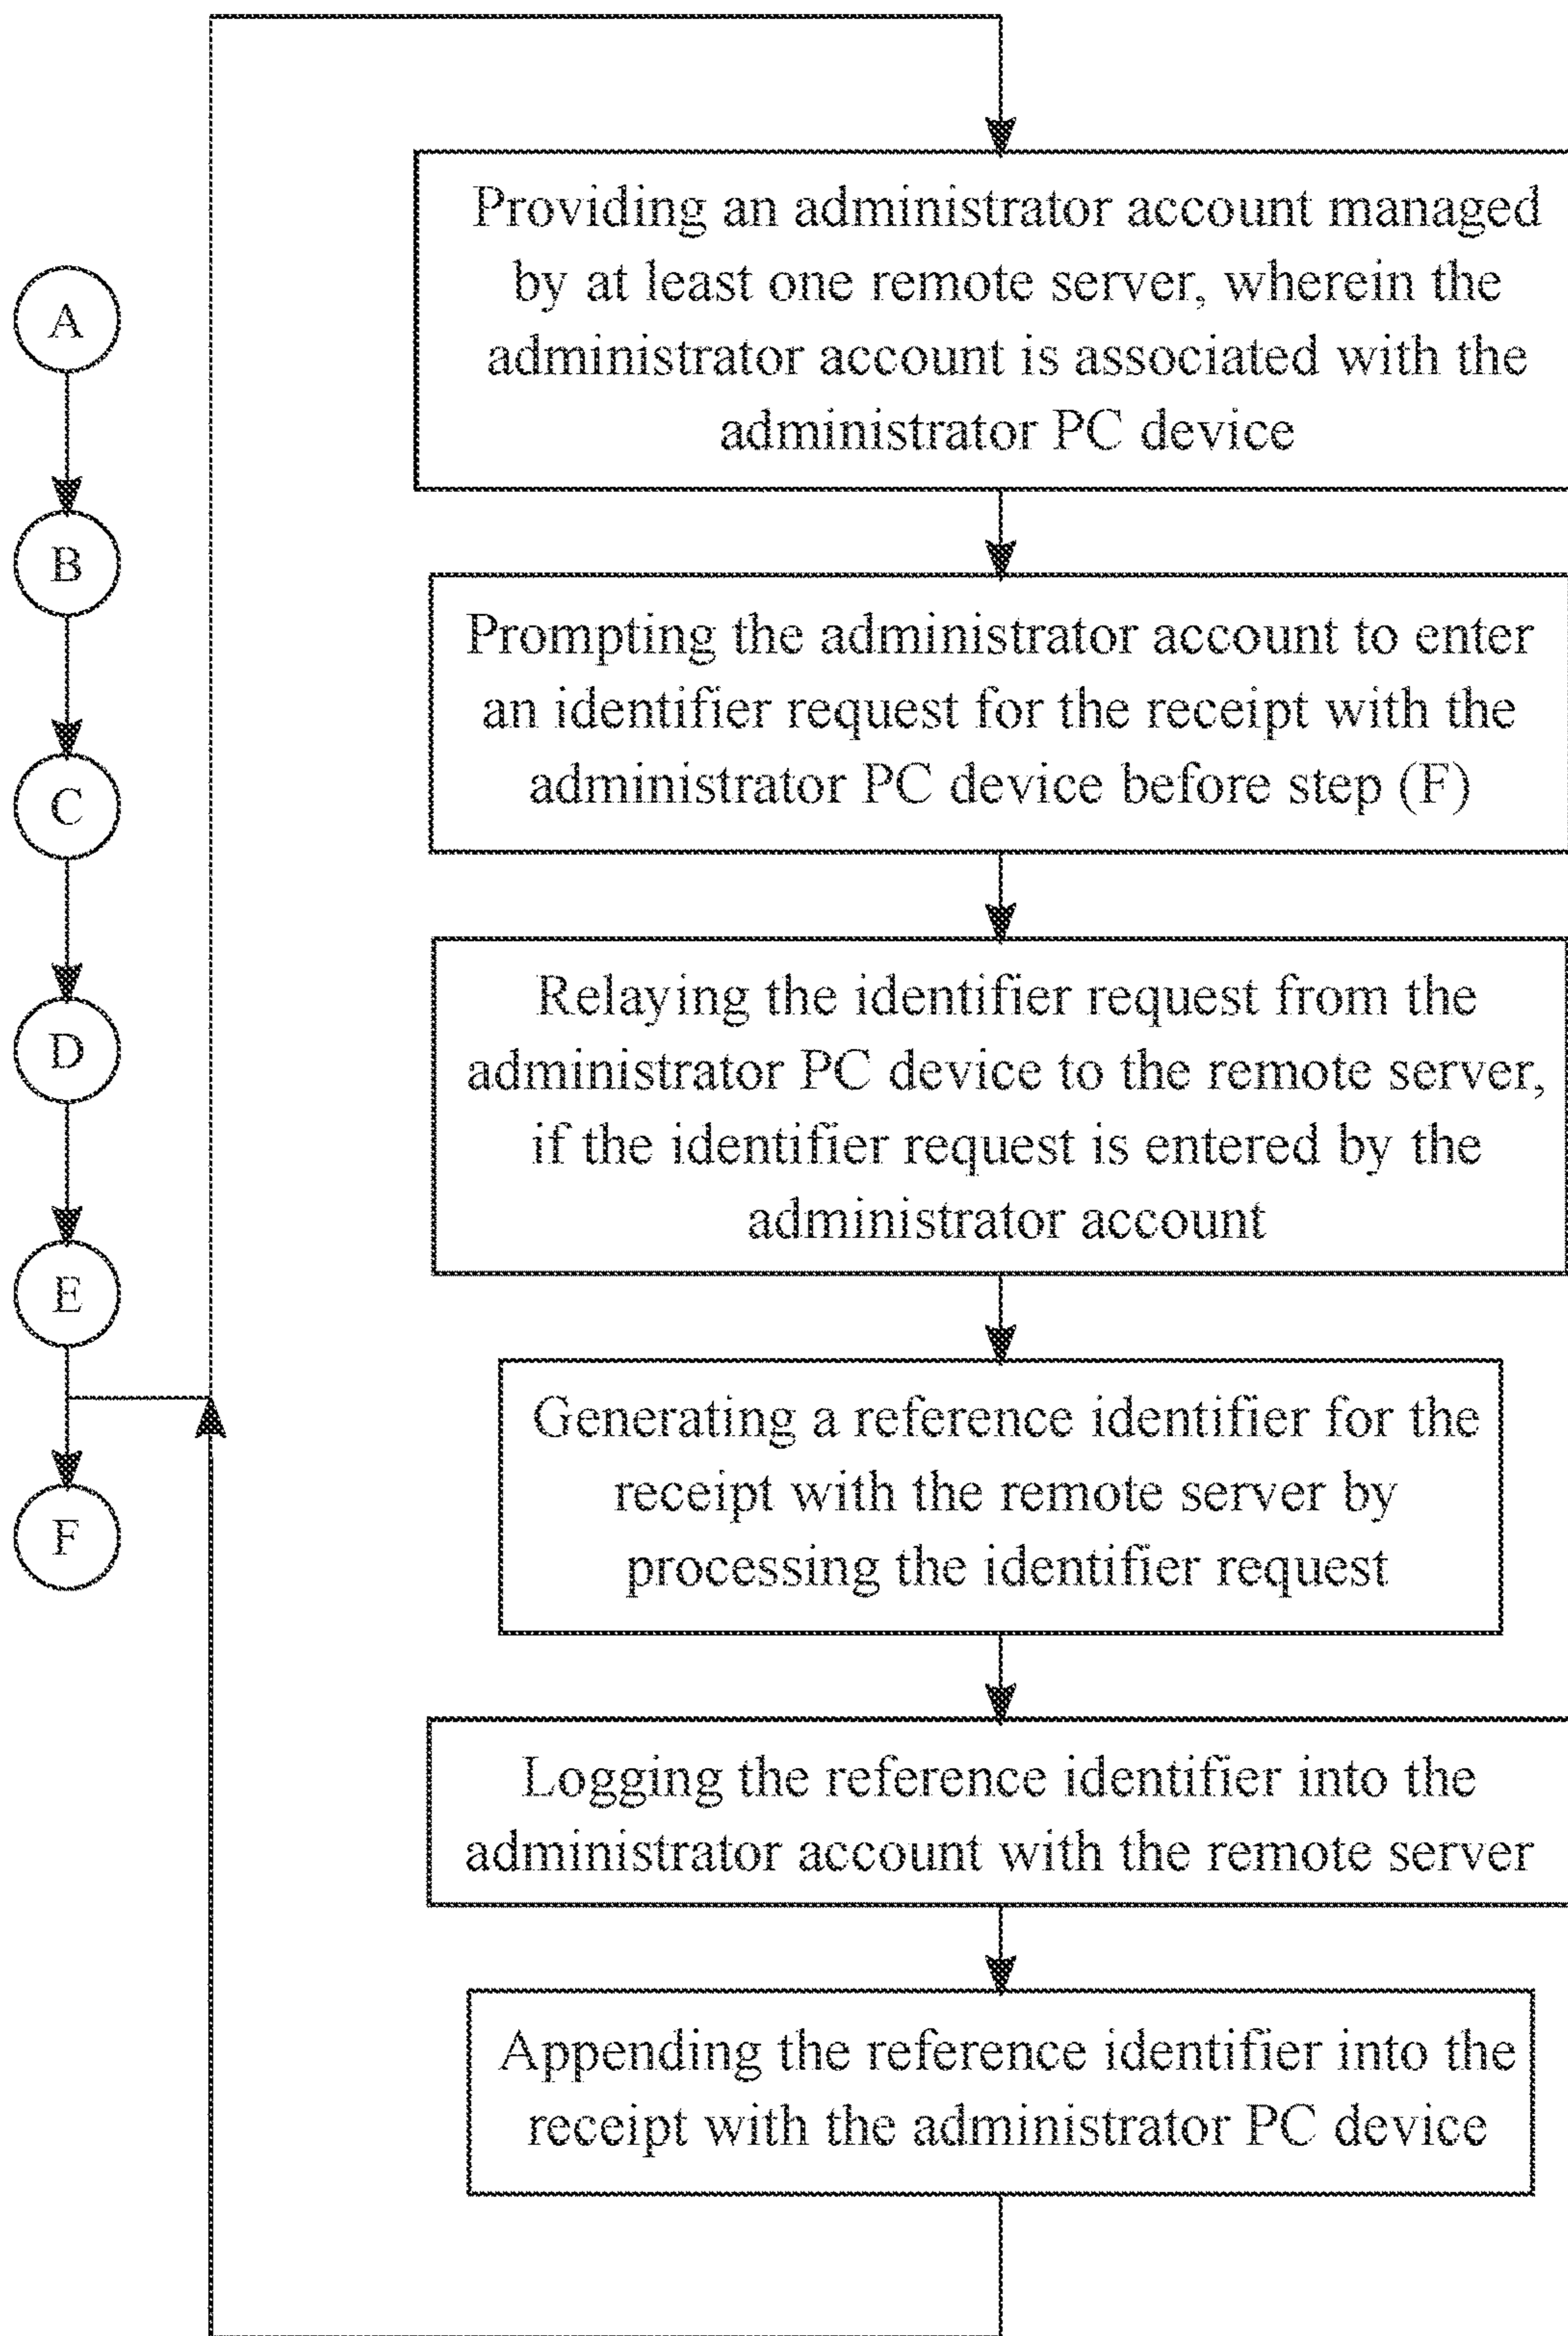 A
B
C
D
E
F
Providing an administrator account managed
by at least one remote server, wherein the
administrator account is associated with the
administrator PC device
Prompting the administrator account to enter
an identifier request for the receipt with the
administrator PC device before step (F)
Relaying the identifier request from the
administrator PC device to the remote server,
if the identifier request is entered by the
administrator account
Generating a reference identifier for the
receipt with the remote server by
processing the identifier request
Logging the reference identifier into the
administrator account with the remote server
Appending the reference identifier into the
receipt with the administrator PC device